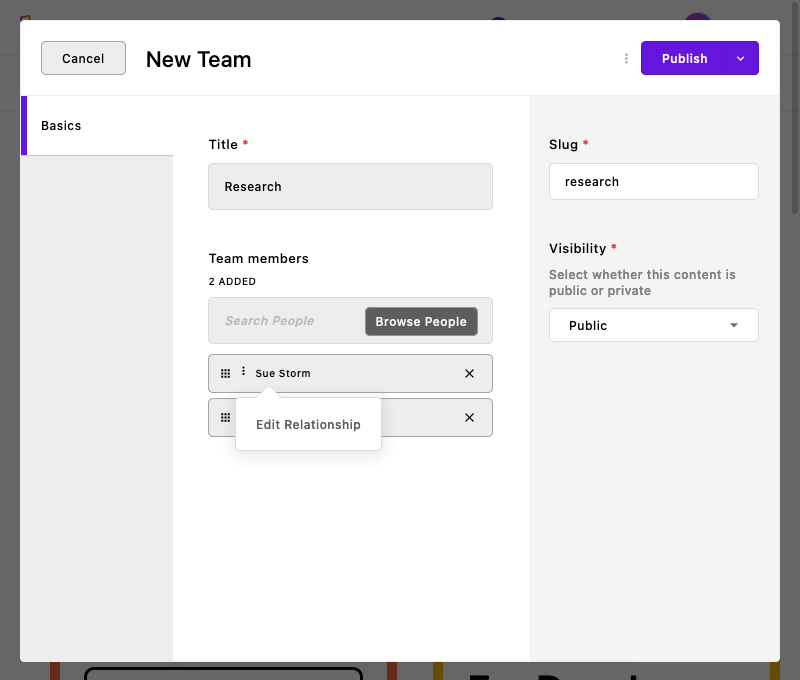 Cancel
New Team
Publish
Basics
Title *
Research
Team members
2 ADDED
Search People
Browse People
Sue Storm
Edit Relationship
Slug *
research
Visibility *
Select whether this content is
public or private
Public